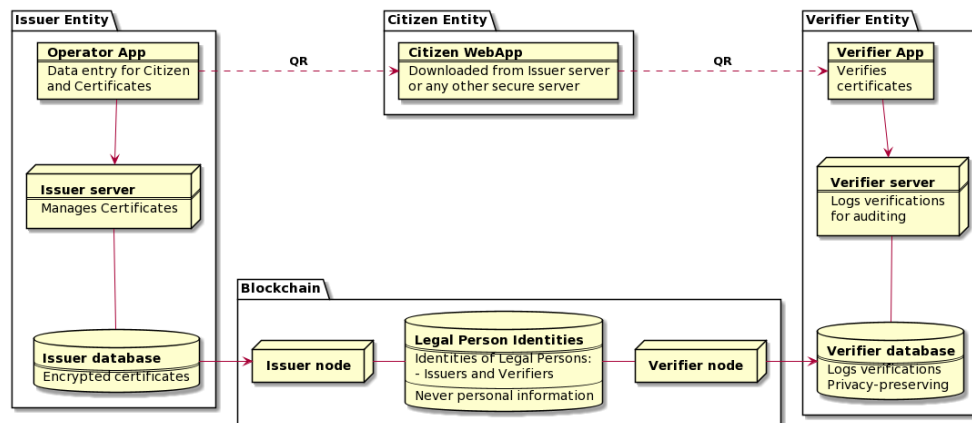 Issuer Entity
Citizen Entity
Verifier Entity
Operator App
Data entry for Citizen
and Certificates
QR
Citizen WebApp
Downloaded from Issuer server
or any other secure server
QR
Verifier App
Verifies
certificates
Issuer server
Manages Certificates
Verifier server
Logs verifications
for auditing
Blockchain
Issuer database
Encrypted certificates
Issuer node
Legal Person Identities
Identities of Legal Persons:
- Issuers and Verifiers
Never personal information
Verifier node
Verifier database
Logs verifications
Privacy-preserving